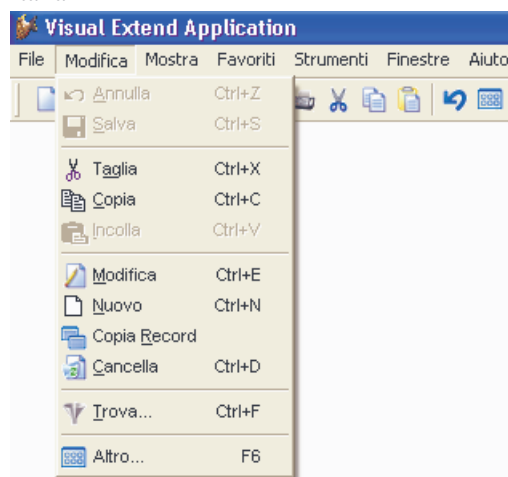 Visual Extend Application
File Modifica Mostra Favoriti Strumenti Finestre Aiuto
Annulla Ctrl+Z
Salva Ctrl+S
Taglia Ctrl+X
Copia Ctrl+C
Incolla Ctrl+V
Modifica Ctrl+E
Nuovo Ctrl+N
Copia Record
Cancella Ctrl+D
Trova... Ctrl+F
Altro... F6